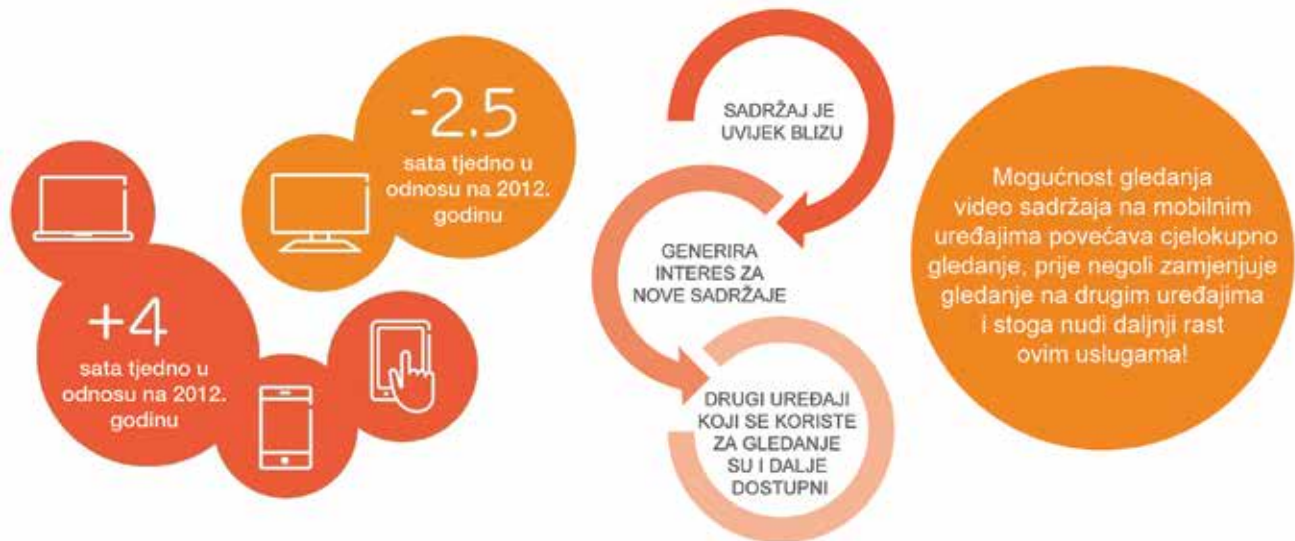 -2.5
sata tjedno u
odnosu na 2012.
godinu
+4
sata tjedno u
odnosu na 2012.
godinu
SADRŽAJ JE
UVIJEK BLIZU
GENERIRA
INTERES ZA
NOVE SADRŽAJE
DRUGI UREĐAJI
KOJI SE KORISTE
ZA GLEDANJE
SU I DALJE
DOSTUPNI
Mogućnost gledanja
video sadržaja na mobilnim
uređajima povećava cjelokupno
gledanje, prije negoli zamjenjuje
gledanje na drugim uređajima
i stoga nudi daljnji rast
ovim uslugama!